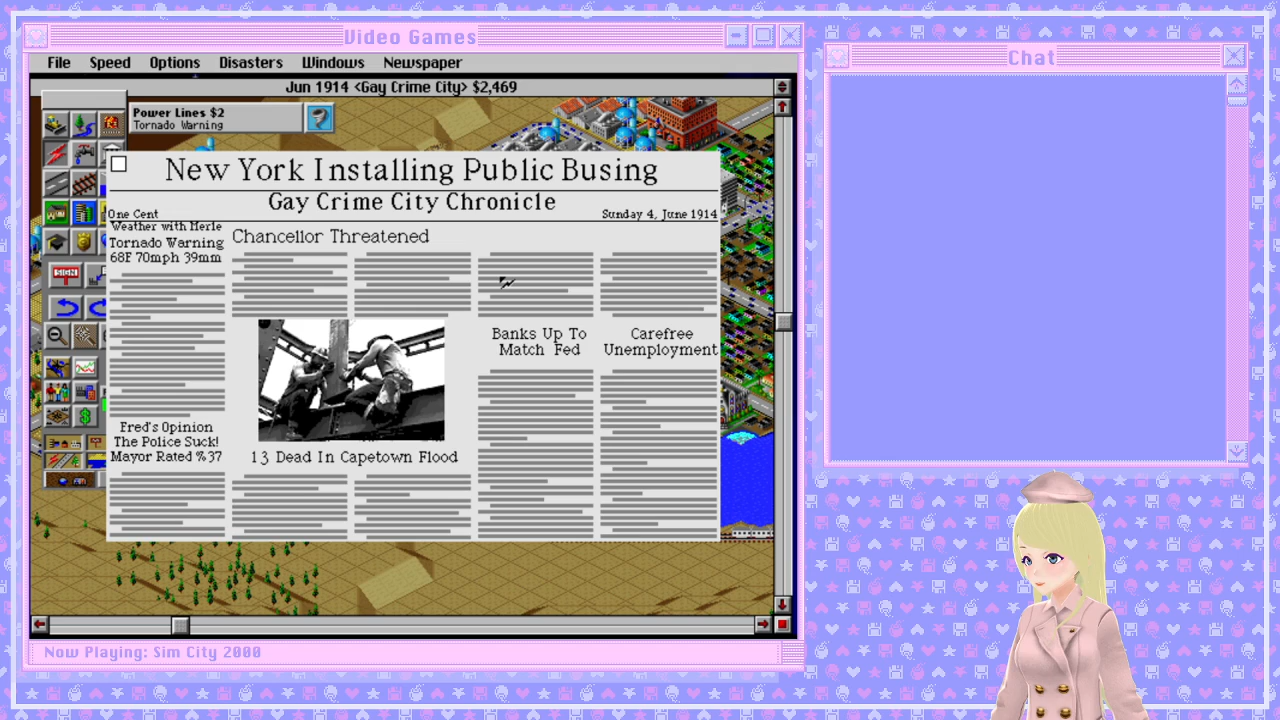 Video Games
Chat
File Speed Options Disasters Windows Newspaper
Jun 1914 <Gay Crime City> $2,469
Power Lines $2
Tornado Warning
New York Installing Public Busing
Gay Crime City Chronicle
One Cent
Sunday 4, June 1914
Weather with Merle
Tornado Warning
68F 70mph 39mm
Chancellor Threatened
Banks Up To
Match Fed
Carefree
Unemployment
Fred's Opinion
The Police Suck!
Mayor Rated %37
13 Dead In Capetown Flood
SIGN
Now Playing: Sim City 2000